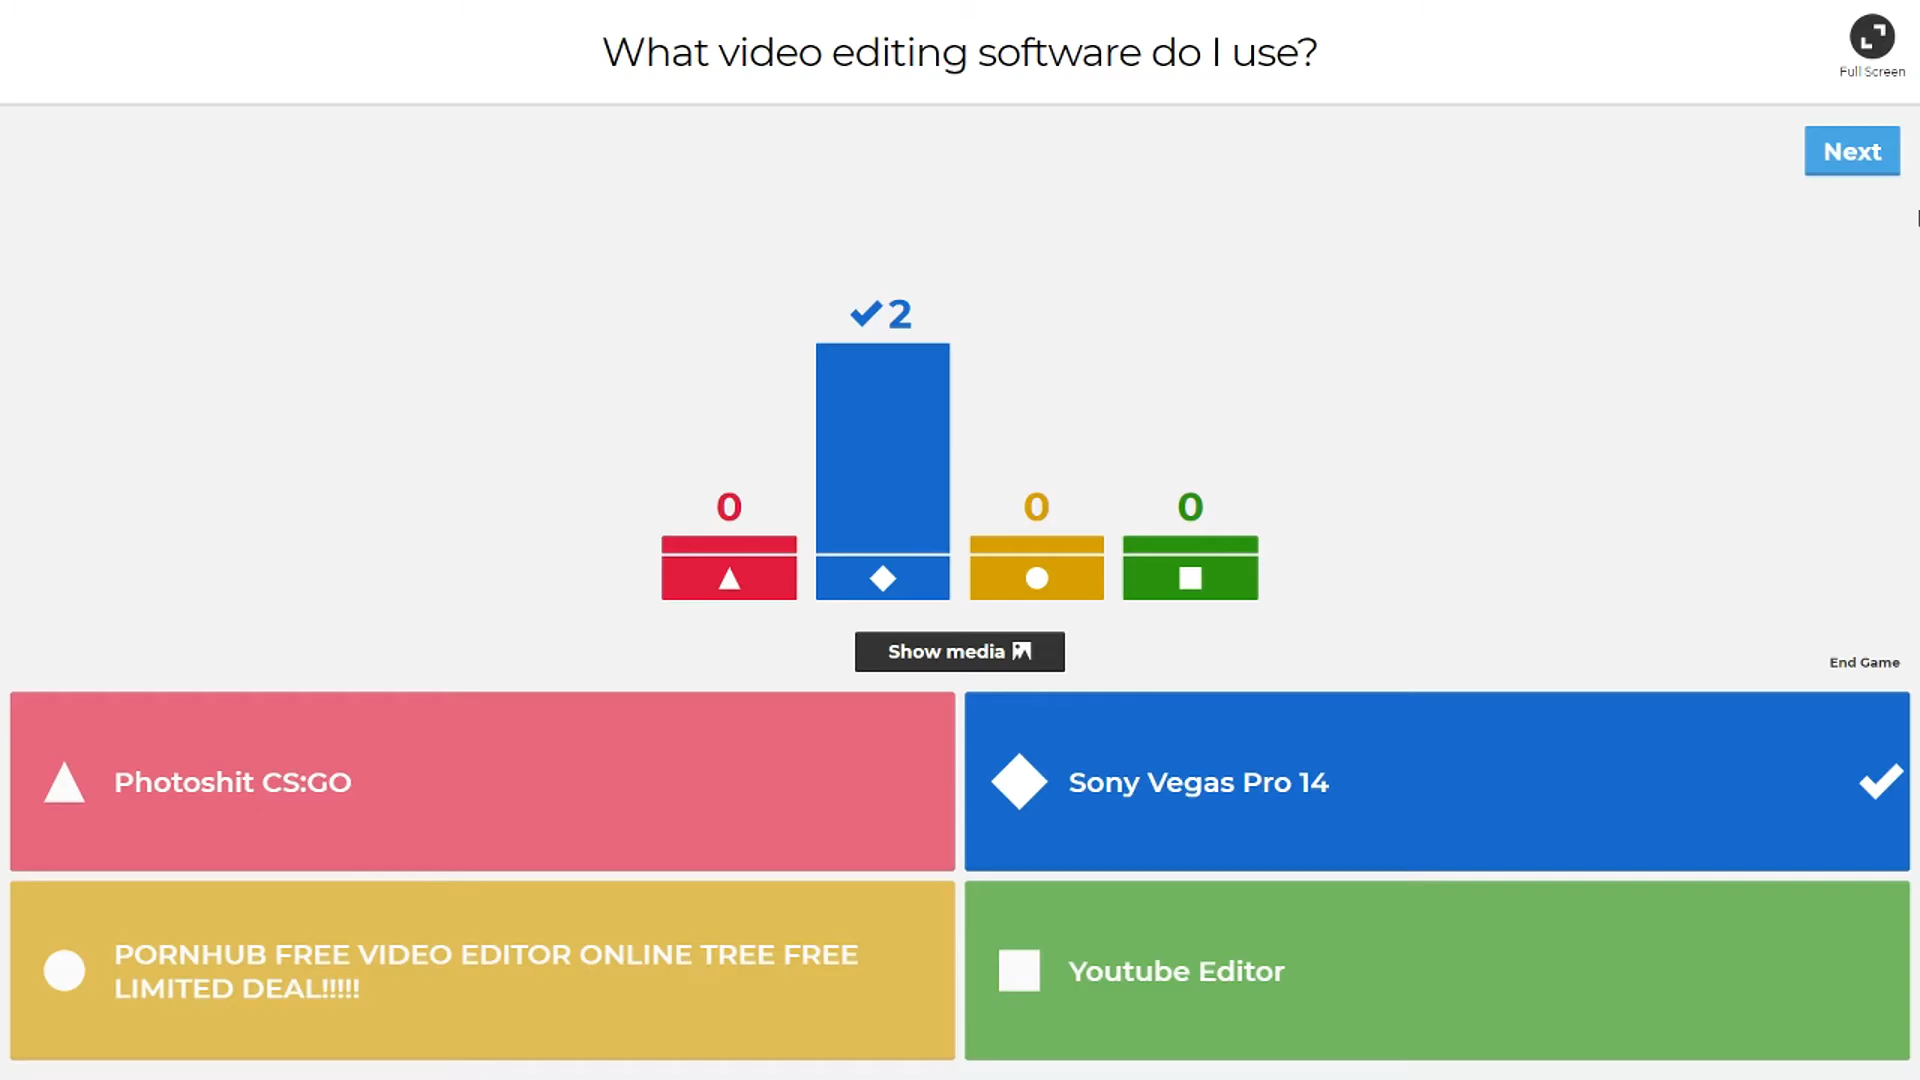 What video editing software do I use?
Full Screen
Next
2
0
0
0
Show media
End Game
Photoshit CS:GO
Sony Vegas Pro 14
PORNHUB FREE VIDEO EDITOR ONLINE TREE FREE
LIMITED DEAL!!!!!
Youtube Editor